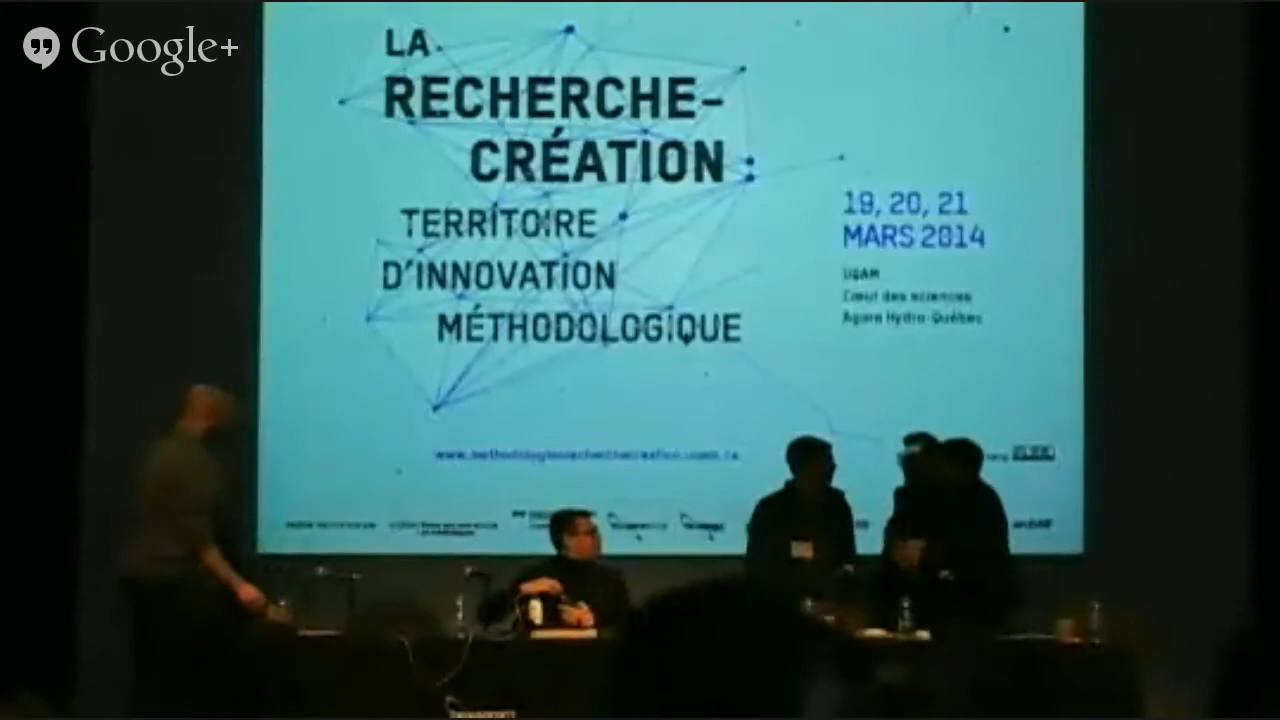 Google+
LA
RECHERCHE-
CRÉATION :
TERRITOIRE
D'INNOVATION
MÉTHODOLOGIQUE
19, 20, 21
MARS 2014
UQAM
Cœur des sciences
Agora Hydro-Québec